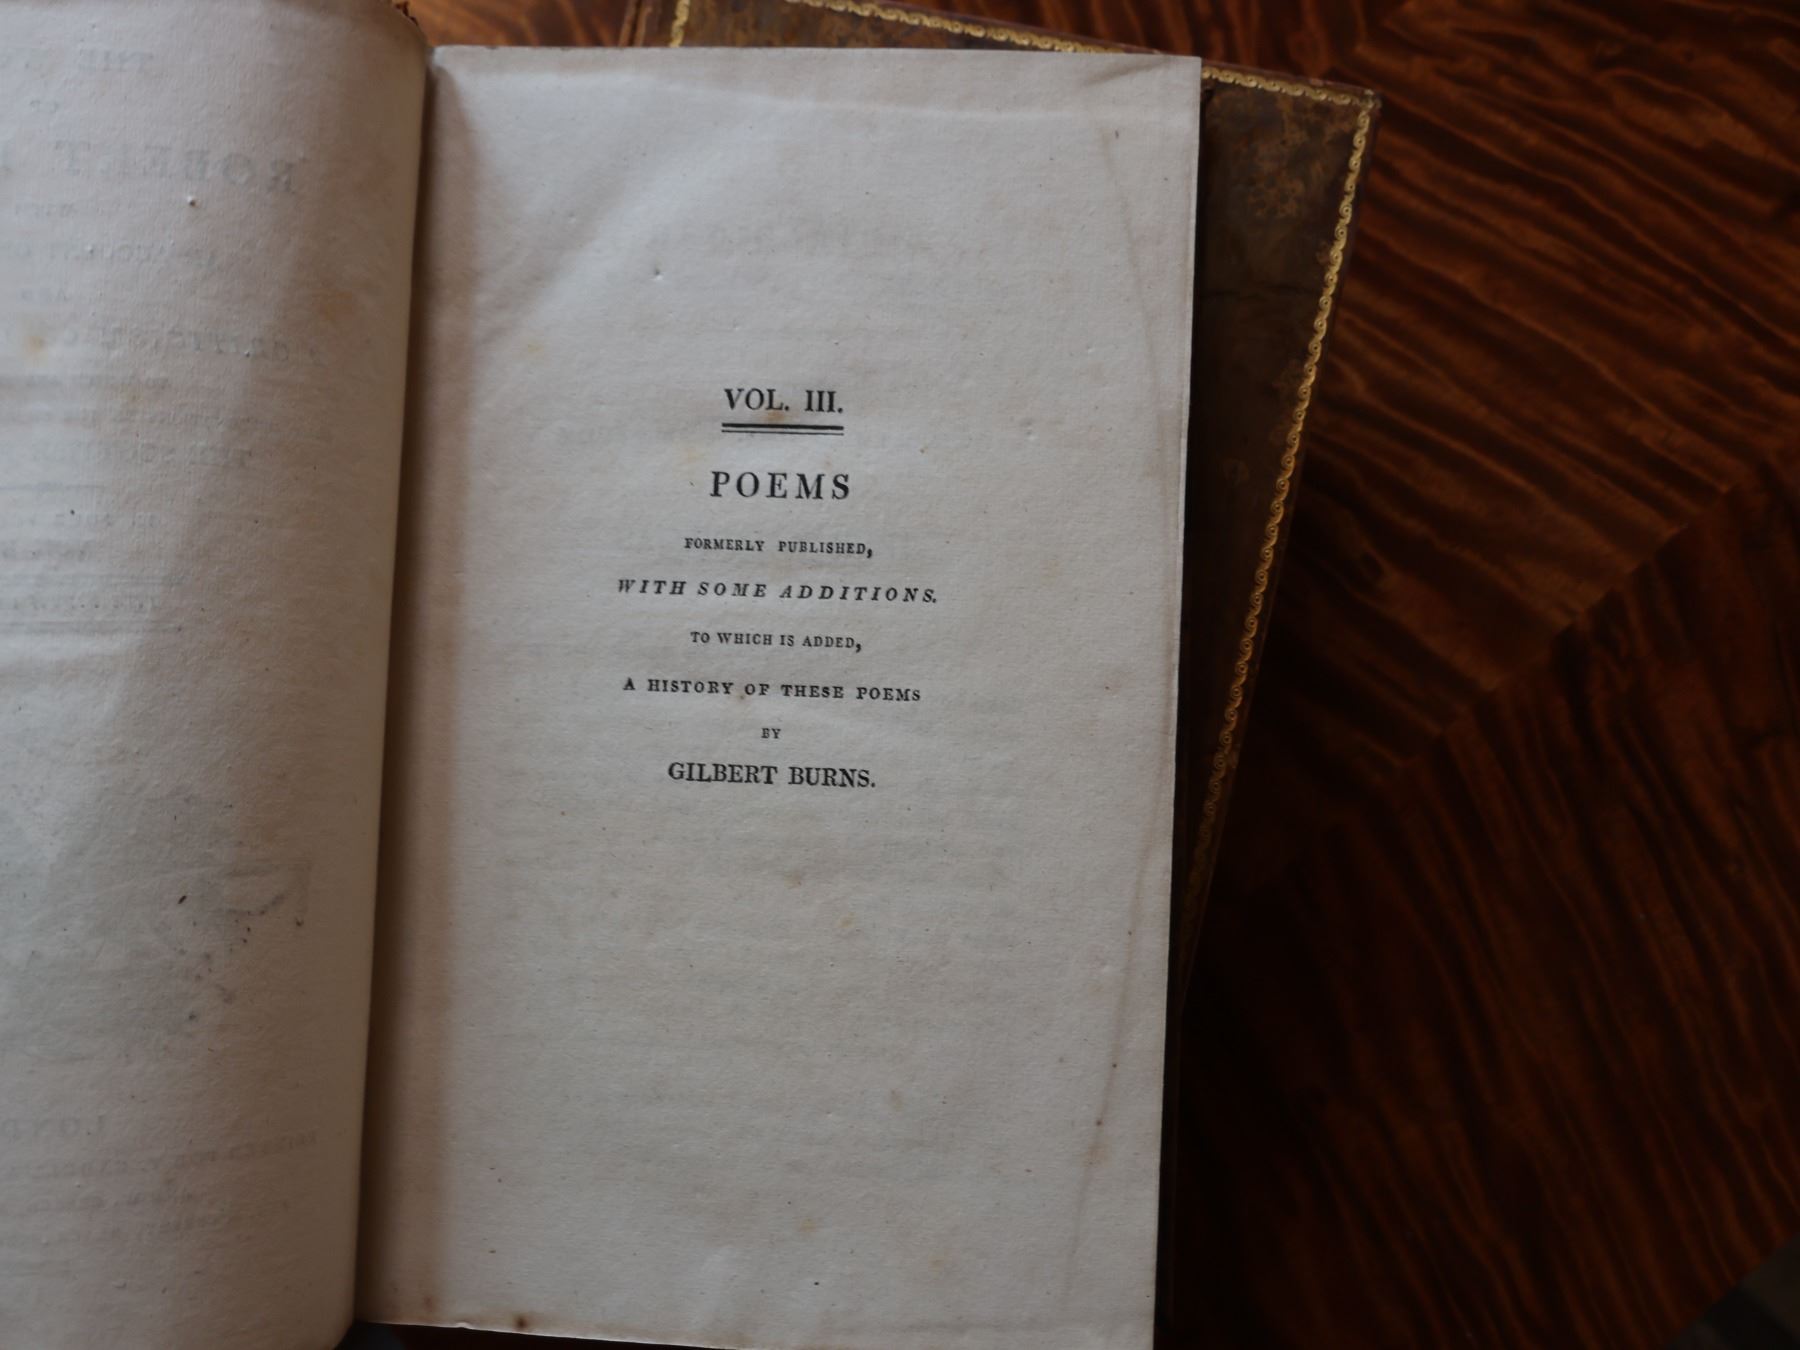 VOL. III.
POEMS
FORMERLY PUBLISHED,
WITH SOME ADDITIONS.
TO WHICH IS ADDED,
A HISTORY OF THESE POEMS
BY
GILBERT BURNS.